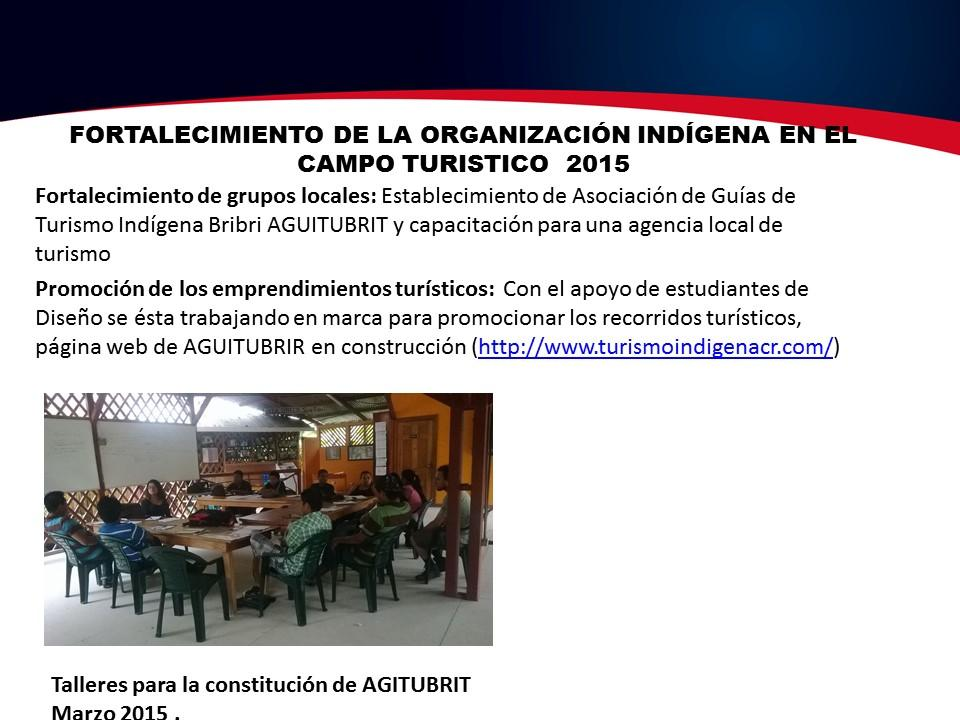 FORTALECIMIENTO DE LA ORGANIZACIÓN INDÍGENA EN EL
CAMPO TURISTICO 2015
Fortalecimiento de grupos locales: Establecimiento de Asociación de Guías de
Turismo Indígena Bribri AGUITUBRIT y capacitación para una agencia local de
turismo
Promoción de los emprendimientos turísticos: Con el apoyo de estudiantes de
Diseño se ésta trabajando en marca para promocionar los recorridos turísticos,
página web de AGUITUBRIR en construcción (http://www.turismoindigenacr.com/)
Talleres para la constitución de AGITUBRIT
Marzo 2015 .